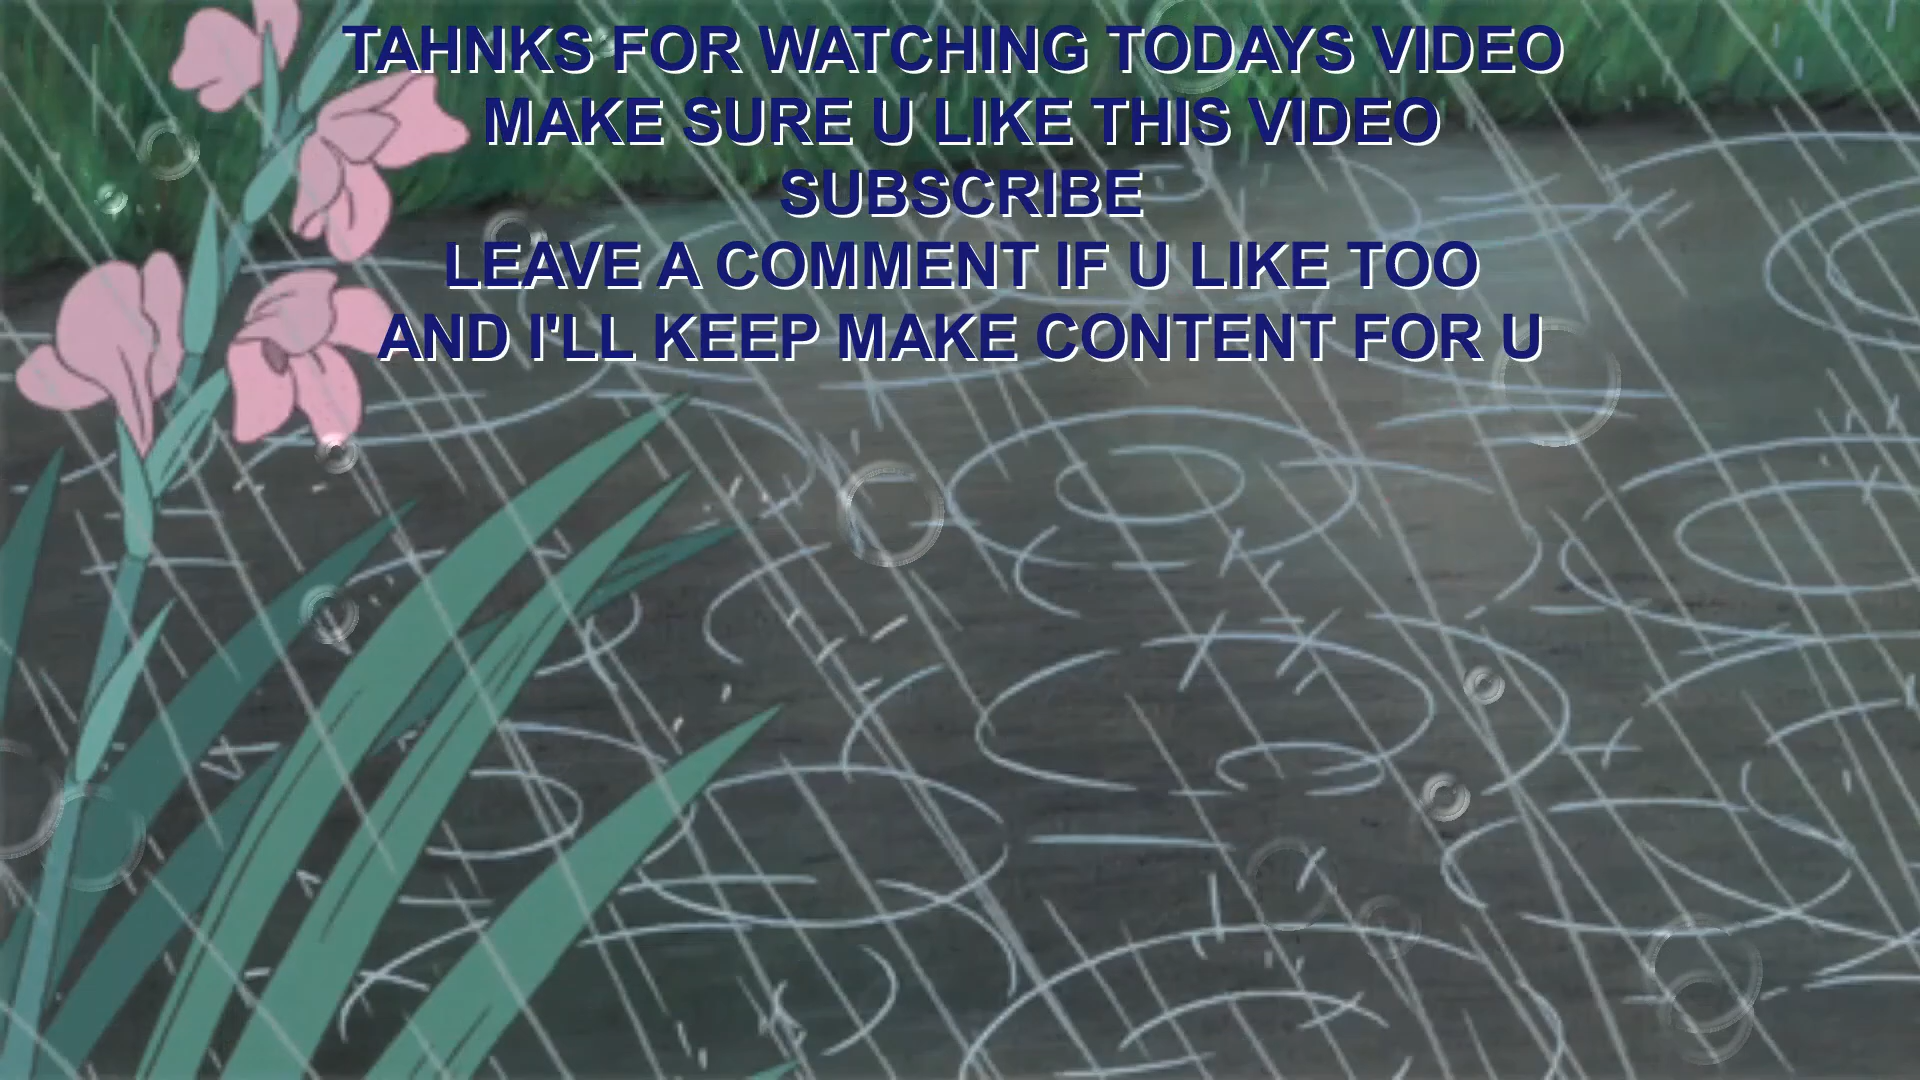 TAHNKS FOR WATCHING TODAYS VIDEO
MAKE SURE U LIKE THIS VIDEO
SUBSCRIBE
LEAVE A COMMENT IF U LIKE TOO
AND I'LL KEEP MAKE CONTENT FOR U